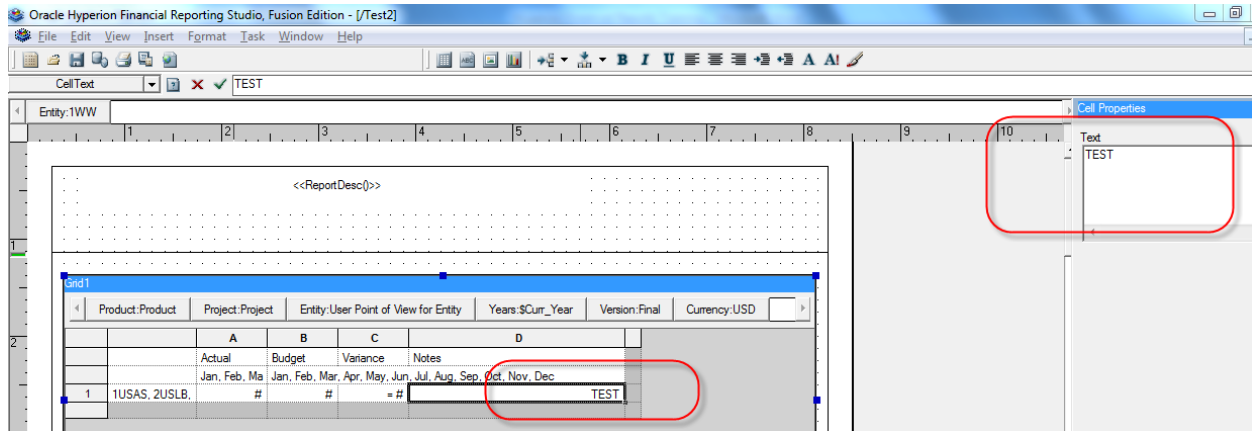 Oracle Hyperion Financial Reporting Studio, Fusion Edition - [/Test2]
File Edit View Insert Format Task Window Help
B I U A A!
CellText TEST
Entity:1WW
Cell Properties
1 2 3 4 5 6 7 8 9 10
Text
TEST
<<ReportDesc()>>
1
Grid1
Product:Product Project:Project Entity:User Point of View for Entity Years:$Curr_Year Version:Final Currency:USD
2
A B C D
Actual Budget Variance Notes
Jan, Feb, Ma Jan, Feb, Mar, Apr, May, Jun, Jul, Aug, Sep, Oct, Nov, Dec
1 1USAS, 2USLB, # # = # TEST